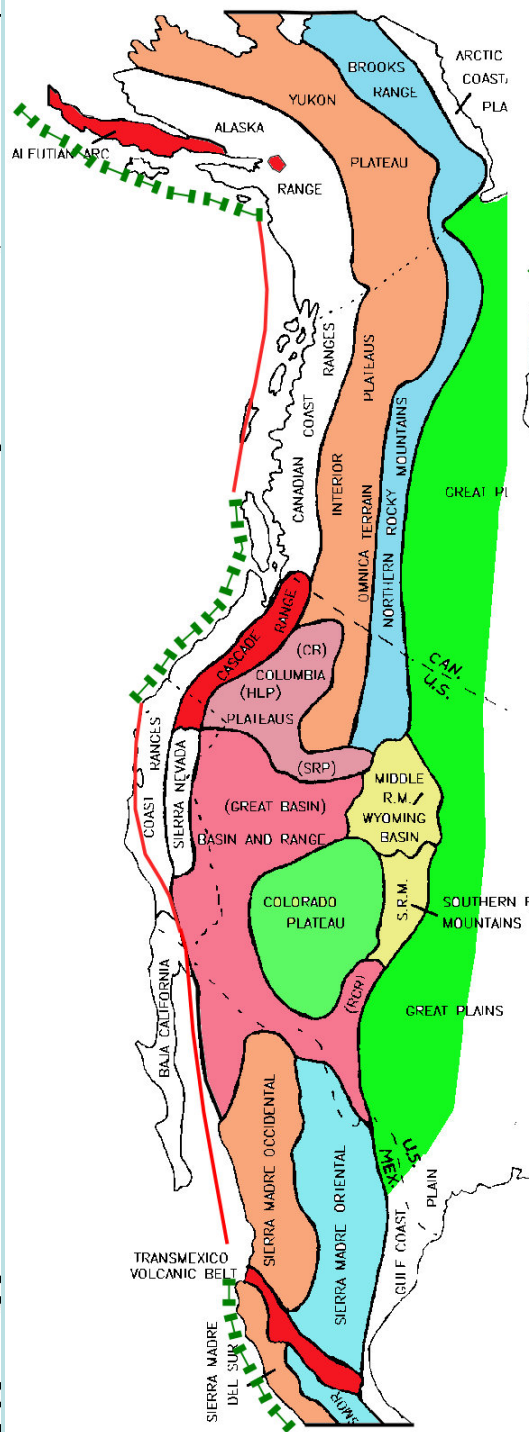 ARCTIC
COASTAL
PLA
BROOKS
RANGE
YUKON
PLATEAU
ALASKA
RANGE
ALEUTIAN ARC
CANADIAN COAST RANGES
INTERIOR PLATEAUS
OMNICA TERRAIN
NORTHERN ROCKY MOUNTAINS
GREAT PL
CAN.
U.S.
CASCADE RANGE
(CR)
COLUMBIA
(HLP)
PLATEAUS
(SRP)
COAST RANGES
SIERRA NEVADA
(GREAT BASIN)
BASIN AND RANGE
MIDDLE
R.M./
WYOMING
BASIN
COLORADO
PLATEAU
S.R.M.
SOUTHERN R
MOUNTAINS
(RGR)
GREAT PLAINS
BAJA CALIFORNIA
SIERRA MADRE OCCIDENTAL
SIERRA MADRE ORIENTAL
U.S.
MEX.
GULF COAST PLAIN
TRANSMEXICO
VOLCANIC BELT
SIERRA MADRE
DEL SUR
SMOR